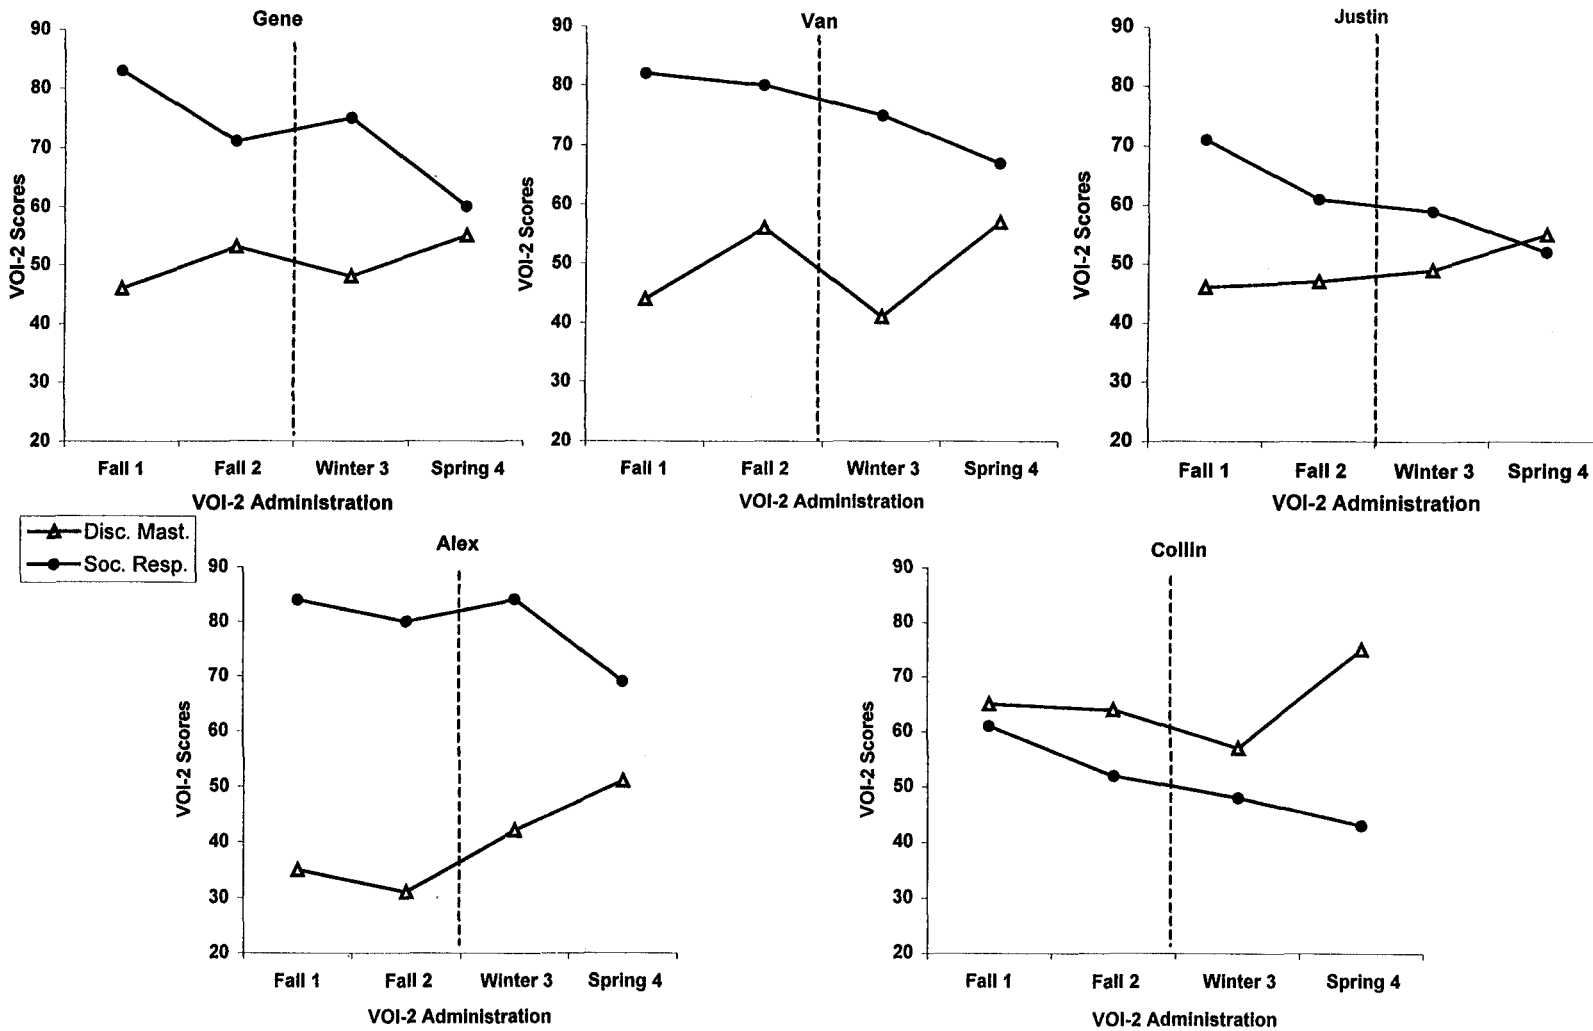 Gene
90
80
70
60
50
40
30
20
VOI-2 Scores
Fall 1 Fall 2 Winter 3 Spring 4
VOI-2 Administration
Van
90
80
70
60
50
40
30
20
VOI-2 Scores
Fall 1 Fall 2 Winter 3 Spring 4
VOI-2 Administration
Justin
90
80
70
60
50
40
30
20
VOI-2 Scores
Fall 1 Fall 2 Winter 3 Spring 4
VOI-2 Administration
Disc. Mast.
Soc. Resp.
Alex
90
80
70
60
50
40
30
20
VOI-2 Scores
Fall 1 Fall 2 Winter 3 Spring 4
VOI-2 Administration
Collin
90
80
70
60
50
40
30
20
VOI-2 Scores
Fall 1 Fall 2 Winter 3 Spring 4
VOI-2 Administration